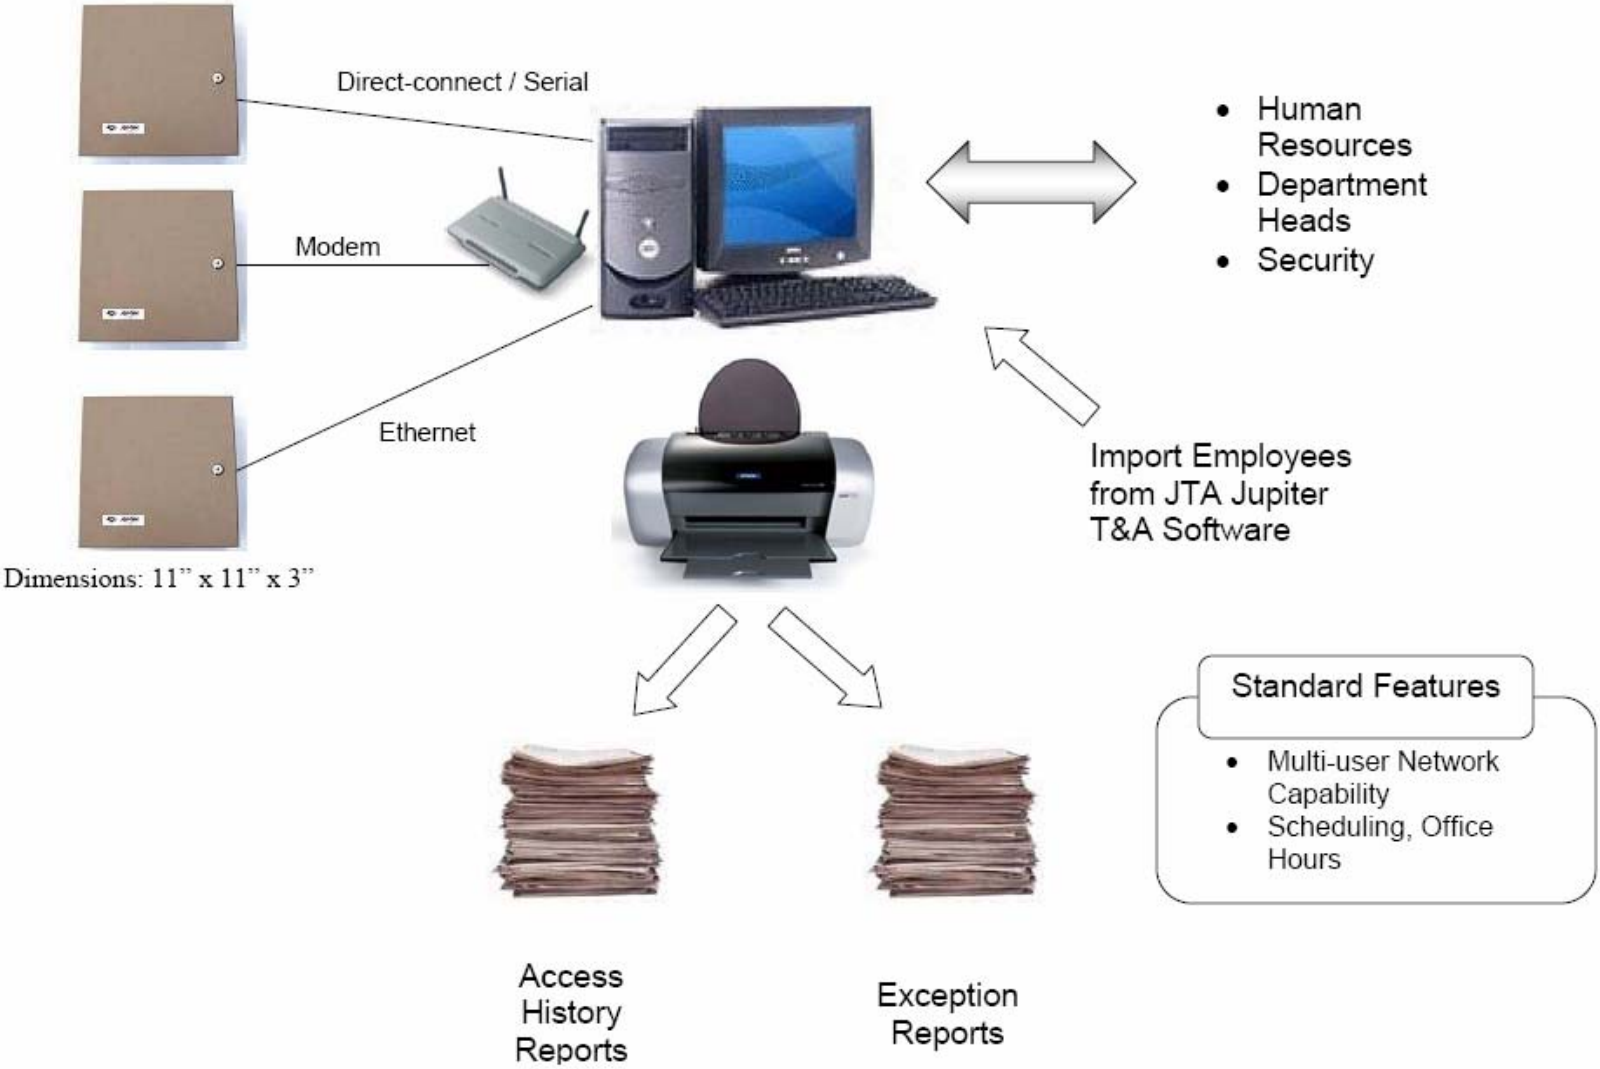 Direct-connect / Serial
Modem
Ethernet
Dimensions: 11” x 11” x 3”
• Human
Resources
• Department
Heads
• Security
Import Employees
from JTA Jupiter
T&A Software
Standard Features
• Multi-user Network
Capability
• Scheduling, Office
Hours
Access
History
Reports
Exception
Reports